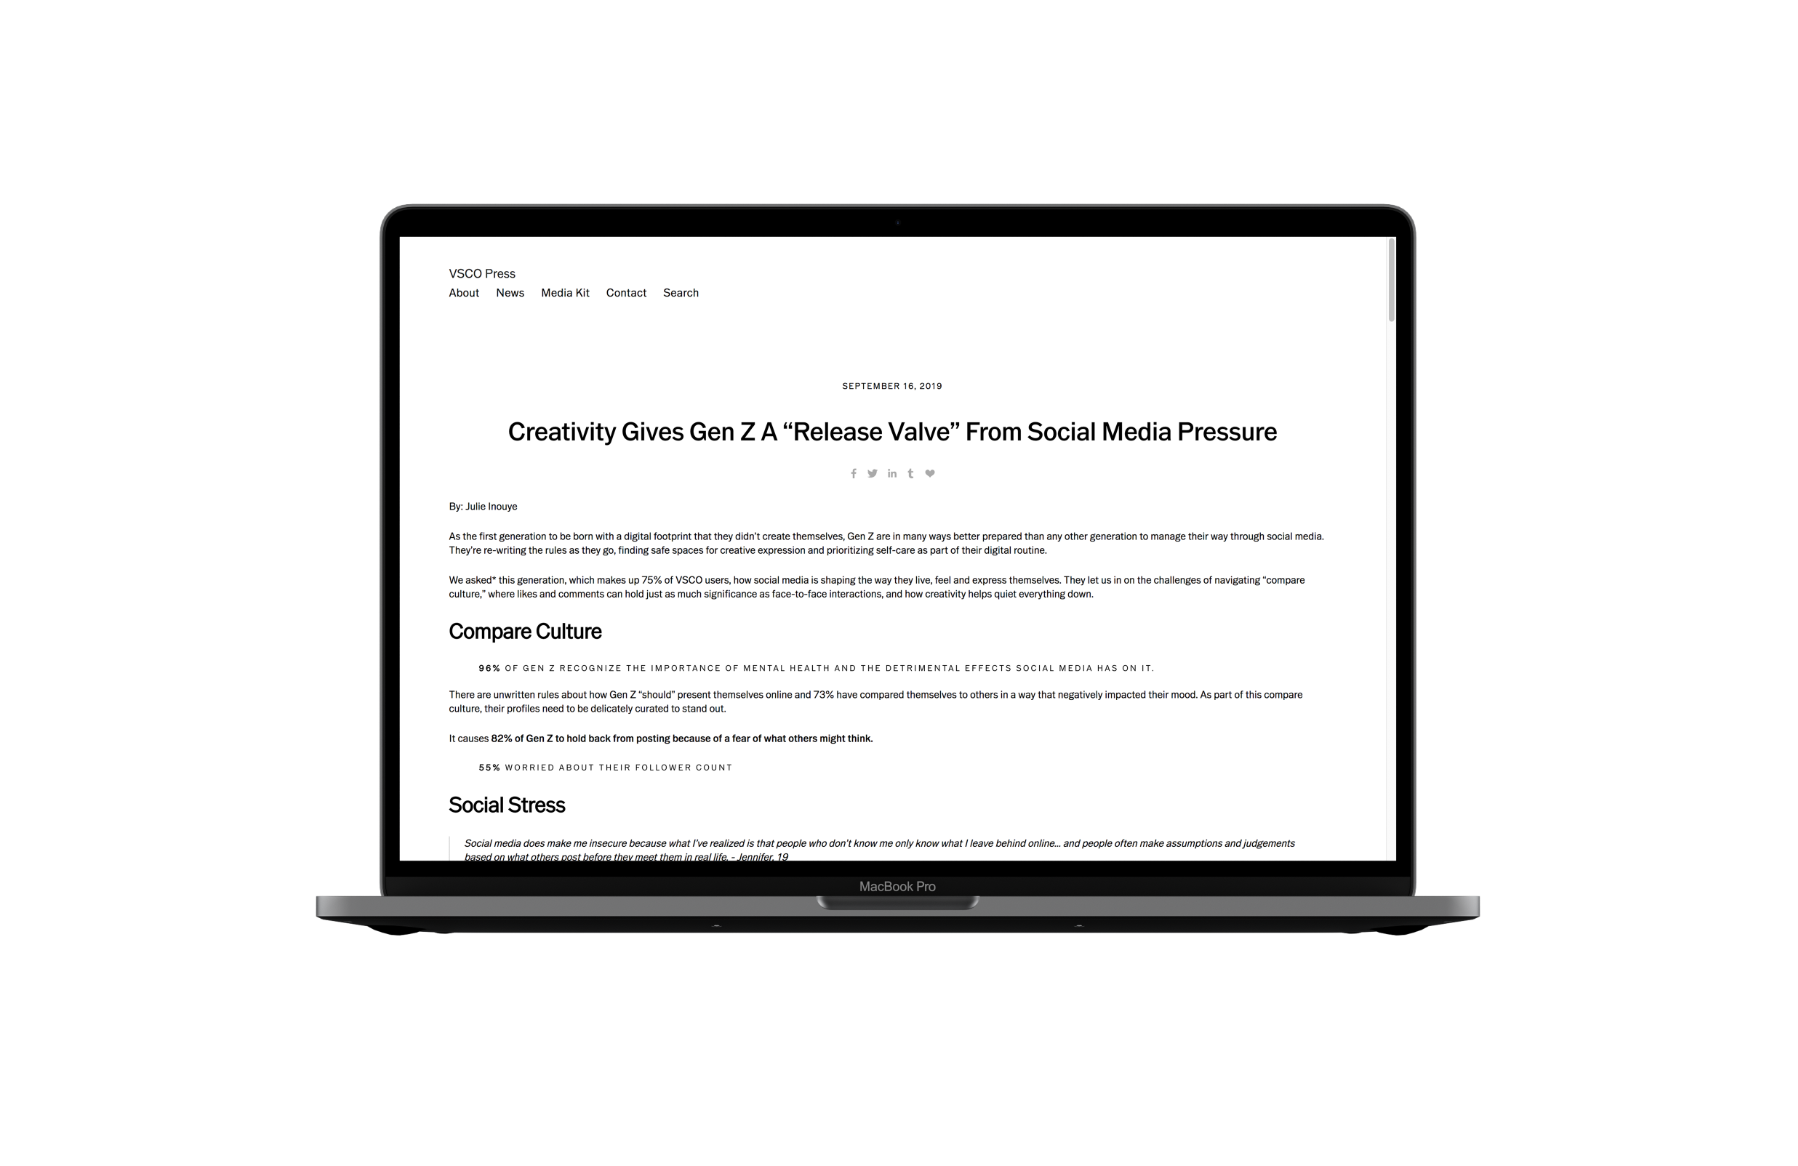 VSCO Press
About News Media Kit Contact Search
SEPTEMBER 16, 2019
Creativity Gives Gen Z A “Release Valve” From Social Media Pressure
By: Julie Inouye
As the first generation to be born with a digital footprint that they didn’t create themselves, Gen Z are in many ways better prepared than any other generation to manage their way through social media.
They’re re-writing the rules as they go, finding safe spaces for creative expression and prioritizing self-care as part of their digital routine.
We asked* this generation, which makes up 75% of VSCO users, how social media is shaping the way they live, feel and express themselves. They let us in on the challenges of navigating “compare
culture,” where likes and comments can hold just as much significance as face-to-face interactions, and how creativity helps quiet everything down.
Compare Culture
96% OF GEN Z RECOGNIZE THE IMPORTANCE OF MENTAL HEALTH AND THE DETRIMENTAL EFFECTS SOCIAL MEDIA HAS ON IT.
There are unwritten rules about how Gen Z “should” present themselves online and 73% have compared themselves to others in a way that negatively impacted their mood. As part of this compare
culture, their profiles need to be delicately curated to stand out.
It causes 82% of Gen Z to hold back from posting because of a fear of what others might think.
55% WORRIED ABOUT THEIR FOLLOWER COUNT
Social Stress
Social media does make me insecure because what I’ve realized is that people who don’t know me only know what I leave behind online... and people often make assumptions and judgements
based on what others post before they meet them in real life. - Jennifer, 19
MacBook Pro